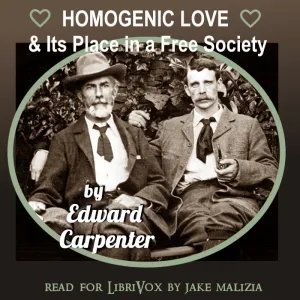 HOMOGENIC LOVE
& Its Place in a Free Society
by
Edward
Carpenter
READ FOR LIBRIVOX BY JAKE MALIZIA